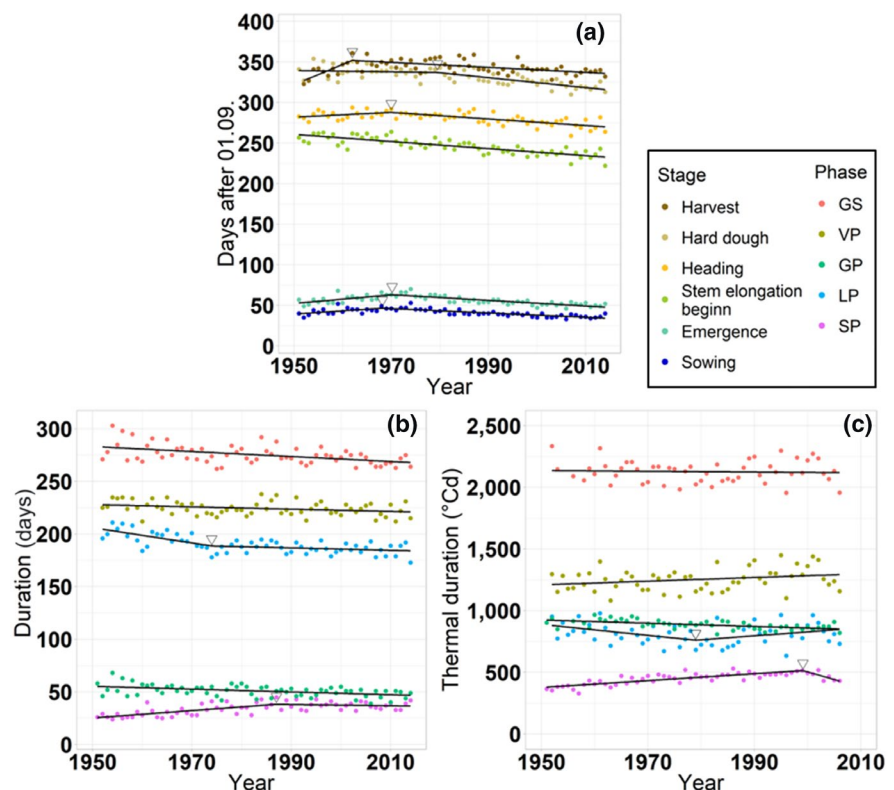 (a)
400
350
300
250
200
150
100
50
0
Days after 01.09.
1950 1970 1990 2010
Year
Stage
Harvest
Hard dough
Heading
Stem elongation
beginn
Emergence
Sowing
Phase
GS
VP
GP
LP
SP
(b)
300
250
200
150
100
50
0
Duration (days)
1950 1970 1990 2010
Year
(c)
2,500
2,000
1,500
1,000
500
0
Thermal duration (°Cd)
1950 1970 1990 2010
Year